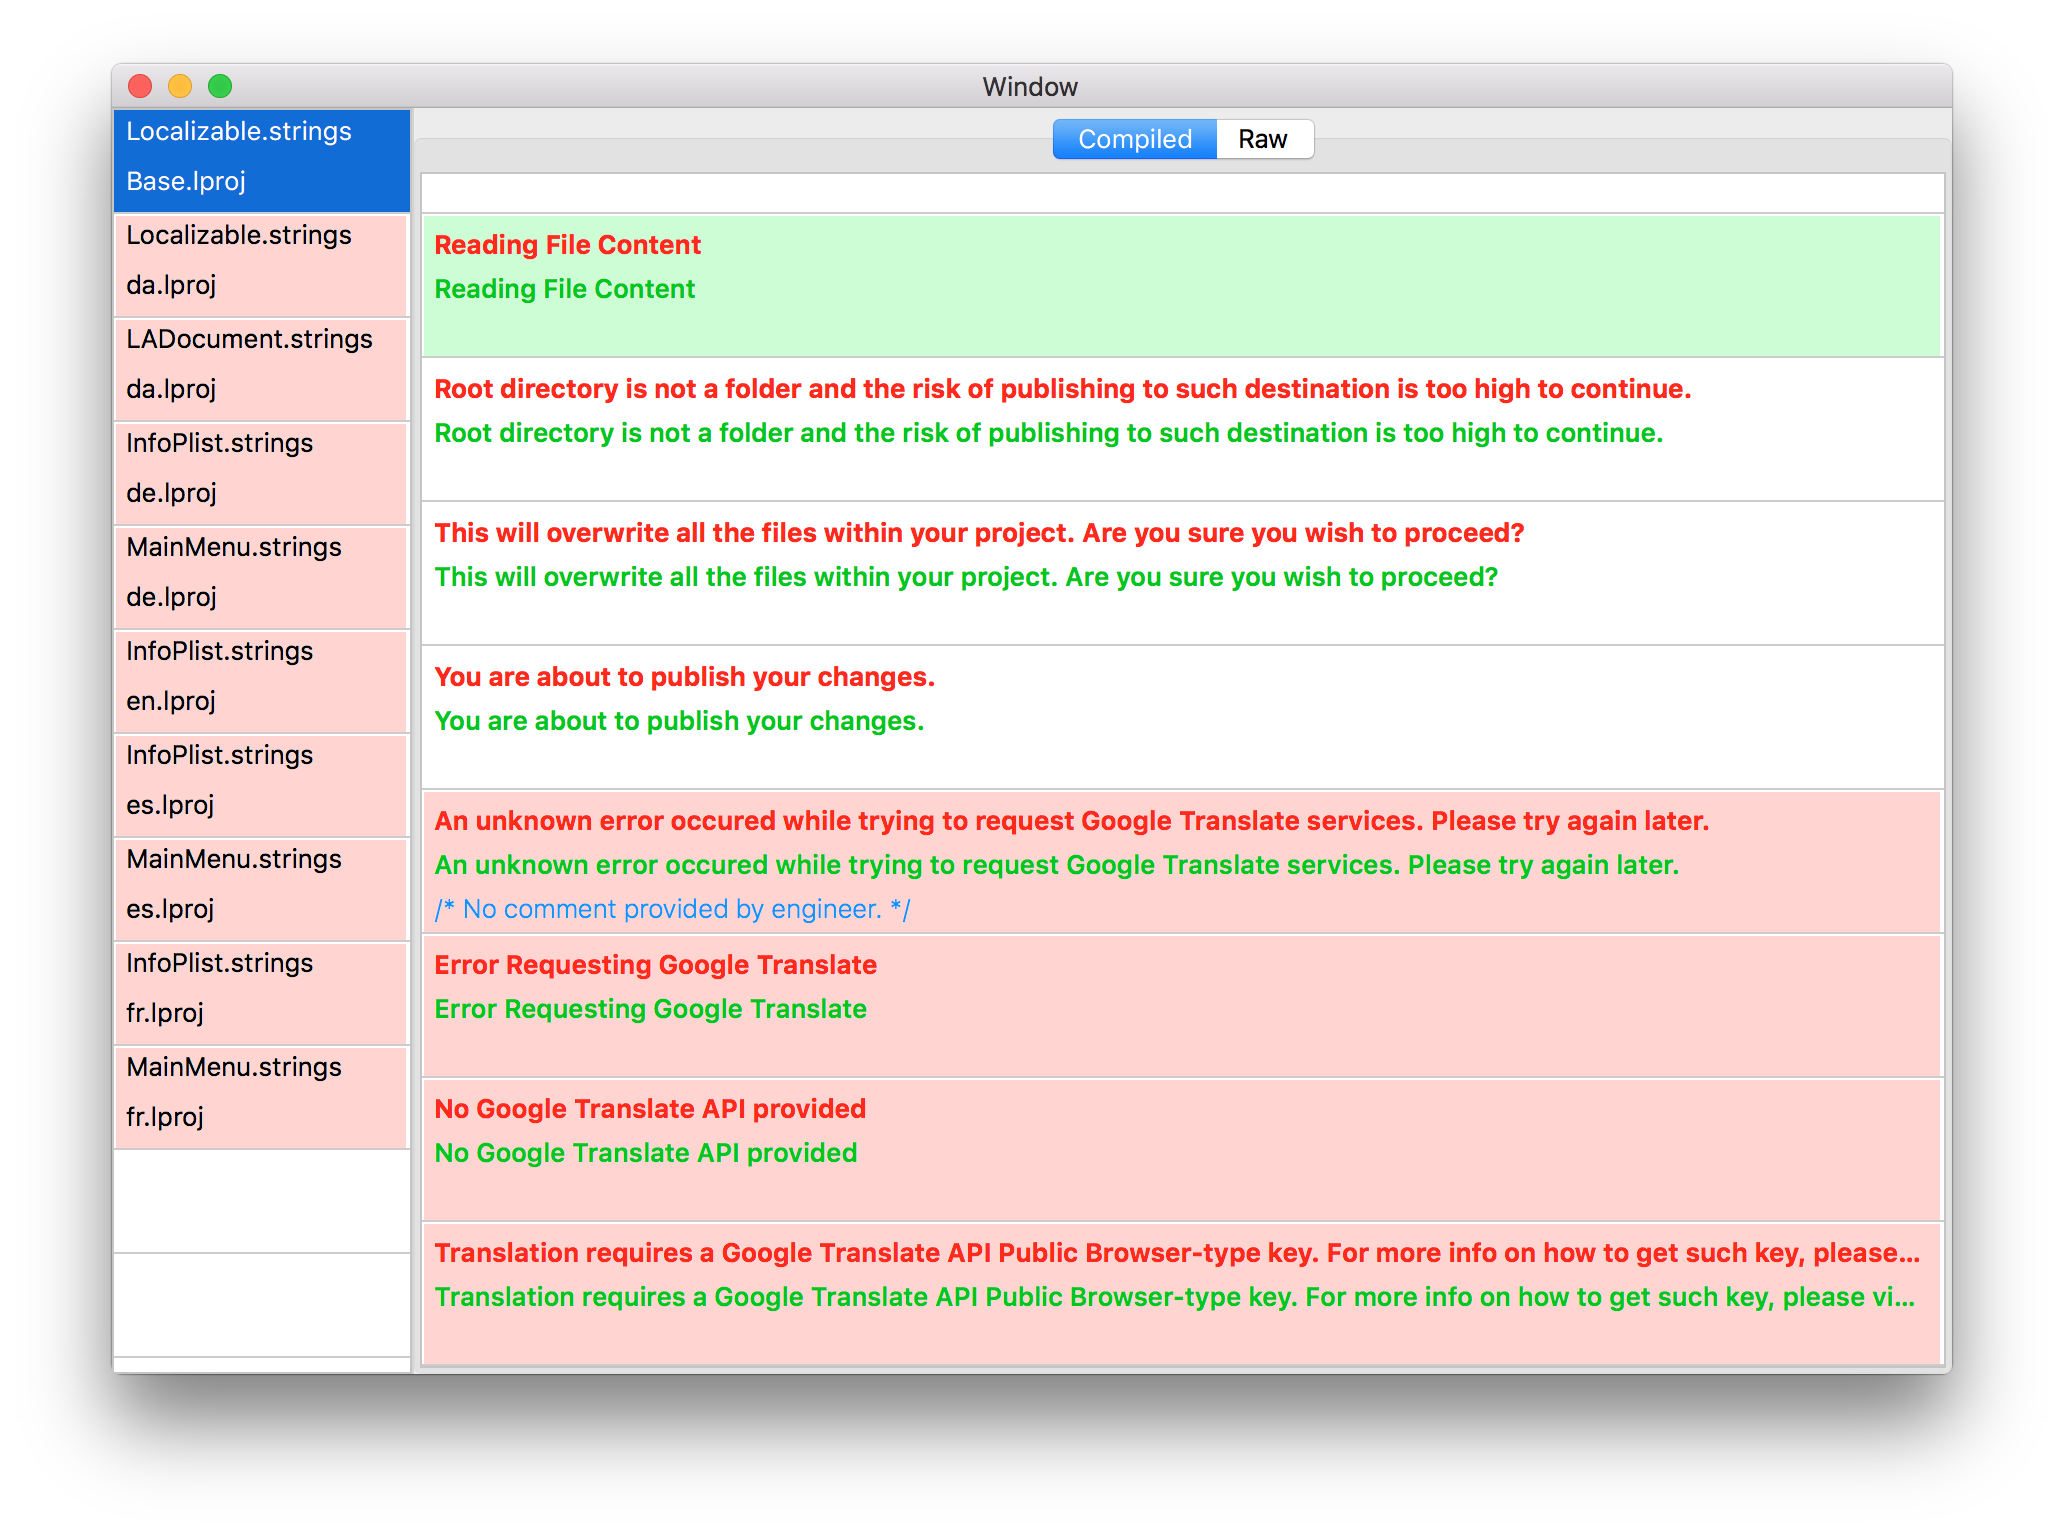 Window
Localizable.strings
Base.lproj
Localizable.strings
da.lproj
LADocument.strings
da.lproj
InfoPlist.strings
de.lproj
MainMenu.strings
de.lproj
InfoPlist.strings
en.lproj
InfoPlist.strings
es.lproj
MainMenu.strings
es.lproj
InfoPlist.strings
fr.lproj
MainMenu.strings
fr.lproj
Compiled Raw
Reading File Content
Reading File Content
Root directory is not a folder and the risk of publishing to such destination is too high to continue.
Root directory is not a folder and the risk of publishing to such destination is too high to continue.
This will overwrite all the files within your project. Are you sure you wish to proceed?
This will overwrite all the files within your project. Are you sure you wish to proceed?
You are about to publish your changes.
You are about to publish your changes.
An unknown error occured while trying to request Google Translate services. Please try again later.
An unknown error occured while trying to request Google Translate services. Please try again later.
/* No comment provided by engineer. */
Error Requesting Google Translate
Error Requesting Google Translate
No Google Translate API provided
No Google Translate API provided
Translation requires a Google Translate API Public Browser-type key. For more info on how to get such key, please...
Translation requires a Google Translate API Public Browser-type key. For more info on how to get such key, please vi...